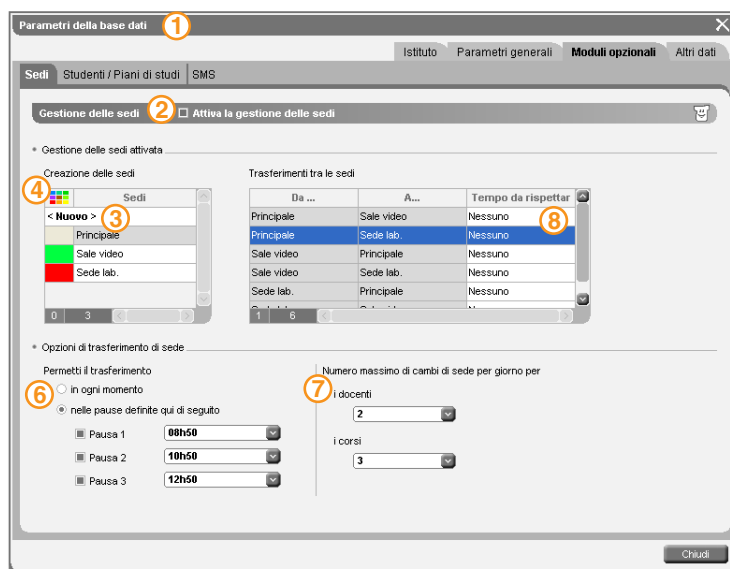 Parametri della base dati 1
Istituto Parametri generali Moduli opzionali Altri dati
Sedi Studenti / Piani di studi SMS
Gestione delle sedi 2 Attiva la gestione delle sedi
Gestione delle sedi attivata
Creazione delle sedi
Trasferimenti tra le sedi
4 Sedi
< Nuovo > 3
Principale
Sale video
Sede lab.
0 3
Da ... A... Tempo da rispettar
Principale Sale video Nessuno 8
Principale Sede lab. Nessuno
Sale video Principale Nessuno
Sale video Sede lab. Nessuno
Sede lab. Principale Nessuno
1 6
Opzioni di trasferimento di sede
Permetti il trasferimento
6 in ogni momento
nelle pause definite qui di seguito
Pausa 1 08h50
Pausa 2 10h50
Pausa 3 12h50
Numero massimo di cambi di sede per giorno per
7 i docenti
2
i corsi
3
Chiudi